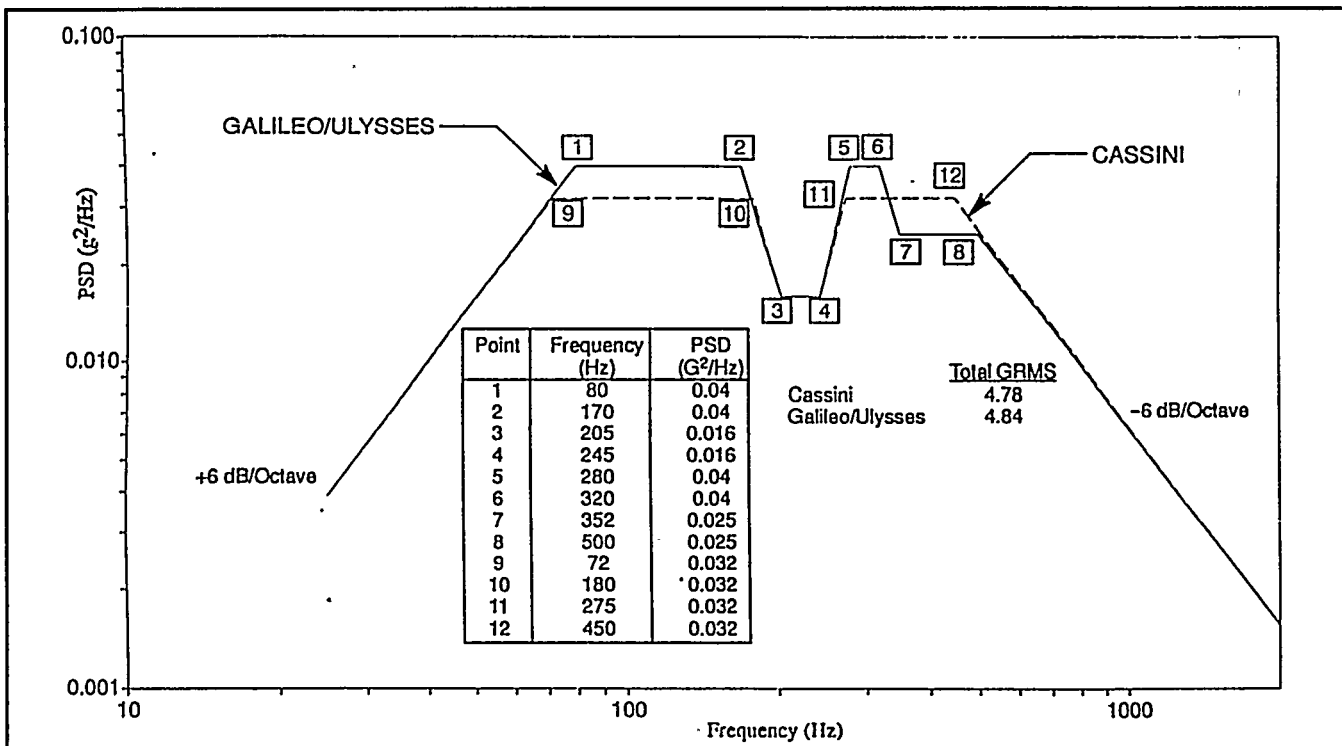 0.100
GALILEO/ULYSSES
1
2
5
6
CASSINI
11
12
9
10
7
8
3
4
PSD (g²/Hz)
0.010
Point Frequency (Hz) PSD (G²/Hz)
1 80 0.04
2 170 0.04
3 205 0.016
4 245 0.016
5 280 0.04
6 320 0.04
7 352 0.025
8 500 0.025
9 72 0.032
10 180 0.032
11 275 0.032
12 450 0.032
Total GRMS
Cassini 4.78
Galileo/Ulysses 4.84
−6 dB/Octave
+6 dB/Octave
0.001
10
100
1000
Frequency (Hz)